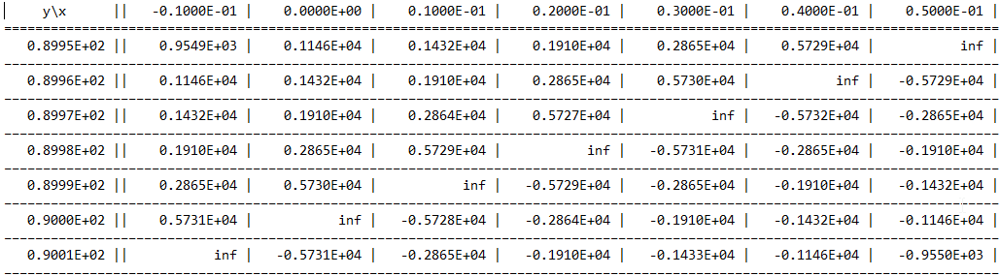 y\x || -0.1000E-01 | 0.0000E+00 | 0.1000E-01 | 0.2000E-01 | 0.3000E-01 | 0.4000E-01 | 0.5000E-01 |
0.8995E+02 || 0.9549E+03 | 0.1146E+04 | 0.1432E+04 | 0.1910E+04 | 0.2865E+04 | 0.5729E+04 | inf |
0.8996E+02 || 0.1146E+04 | 0.1432E+04 | 0.1910E+04 | 0.2865E+04 | 0.5730E+04 | inf | -0.5729E+04 |
0.8997E+02 || 0.1432E+04 | 0.1910E+04 | 0.2864E+04 | 0.5727E+04 | inf | -0.5732E+04 | -0.2865E+04 |
0.8998E+02 || 0.1910E+04 | 0.2865E+04 | 0.5729E+04 | inf | -0.5731E+04 | -0.2865E+04 | -0.1910E+04 |
0.8999E+02 || 0.2865E+04 | 0.5730E+04 | inf | -0.5729E+04 | -0.2865E+04 | -0.1910E+04 | -0.1432E+04 |
0.9000E+02 || 0.5731E+04 | inf | -0.5728E+04 | -0.2864E+04 | -0.1910E+04 | -0.1432E+04 | -0.1146E+04 |
0.9001E+02 || inf | -0.5731E+04 | -0.2865E+04 | -0.1910E+04 | -0.1433E+04 | -0.1146E+04 | -0.9550E+03 |